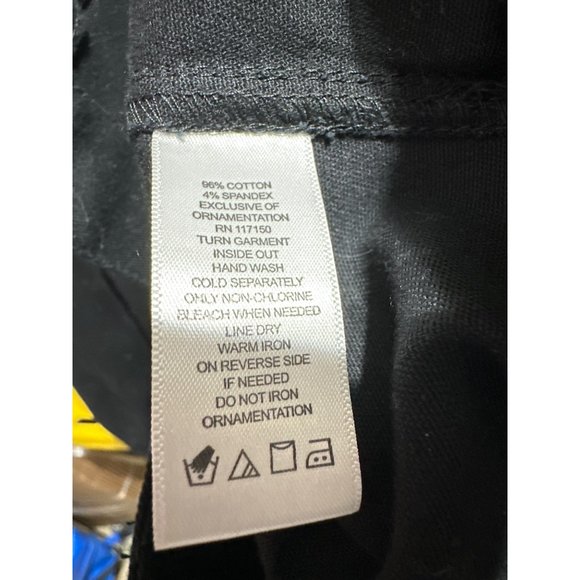 96% COTTON
4% SPANDEX
EXCLUSIVE OF
ORNAMENTATION
RN 117150
TURN GARMENT
INSIDE OUT
HAND WASH
COLD SEPARATELY
ONLY NON-CHLORINE
BLEACH WHEN NEEDED
LINE DRY
WARM IRON
ON REVERSE SIDE
IF NEEDED
DO NOT IRON
ORNAMENTATION